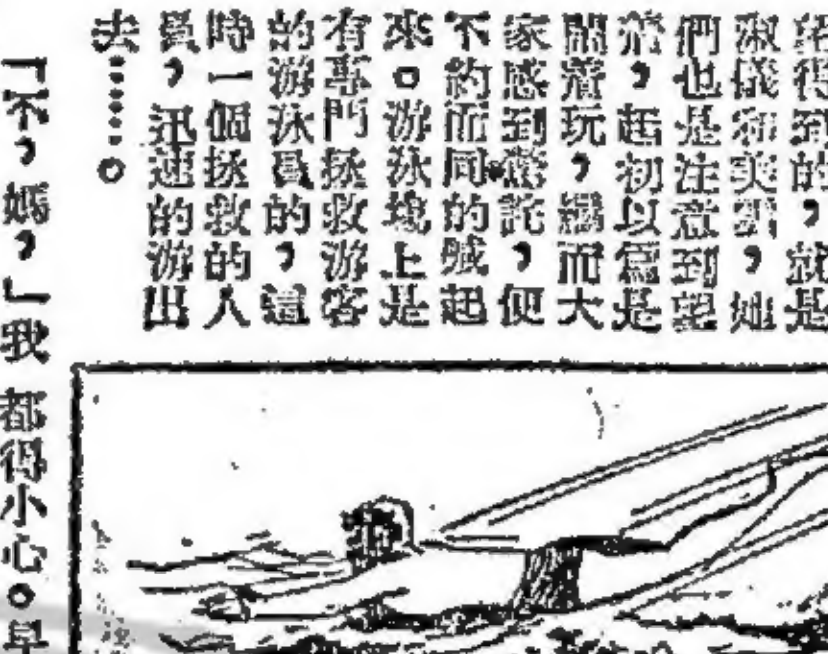 得到的，就是
淑儀和美，她
們也是注意到望
着，起初以為是
鬧着玩，繼而大
家感到驚詫，便
不約而同的喊起
來。游泳塲上是
有專門拯救游客
的游泳員的，這
時一個拯救的人
員，迅速的游出
去……。
「不，媽，」我都得小心。早